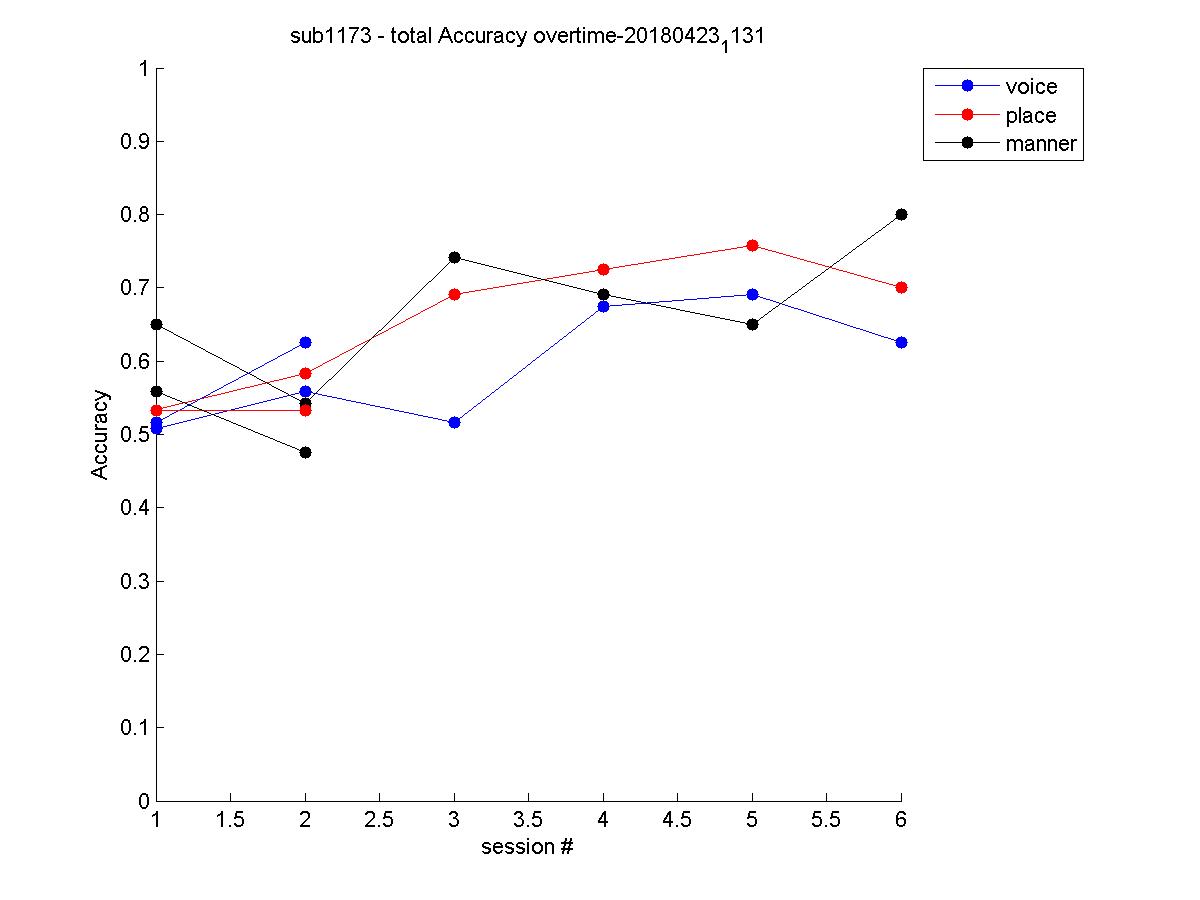 sub1173 - total Accuracy overtime-20180423₁131
voice
place
manner
Accuracy
1
0.9
0.8
0.7
0.6
0.5
0.4
0.3
0.2
0.1
0
1 1.5 2 2.5 3 3.5 4 4.5 5 5.5 6
session #